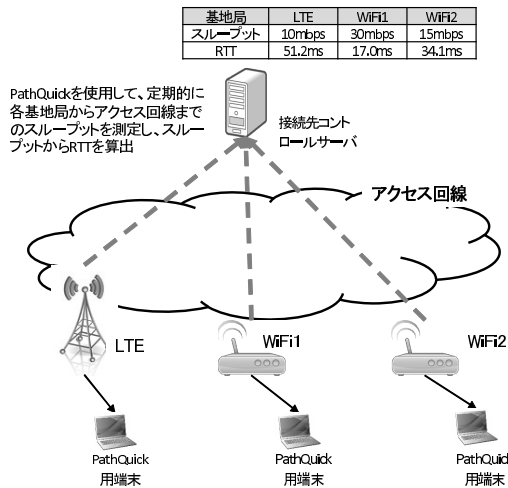 基地局 LTE WiFi1 WiFi2
スループット 10mbps 30mbps 15mbps
RTT 51.2ms 17.0ms 34.1ms
PathQuickを使用して、定期的に
各基地局からアクセス回線まで
のスループットを測定し、スルー
プットからRTTを算出
接続先コント
ロールサーバ
アクセス回線
LTE
WiFi1
WiFi2
PathQuick
用端末
PathQuick
用端末
PathQuick
用端末